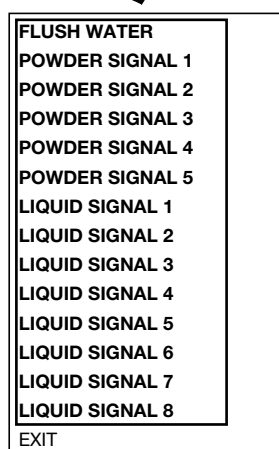 FLUSH WATER
POWDER SIGNAL 1
POWDER SIGNAL 2
POWDER SIGNAL 3
POWDER SIGNAL 4
POWDER SIGNAL 5
LIQUID SIGNAL 1
LIQUID SIGNAL 2
LIQUID SIGNAL 3
LIQUID SIGNAL 4
LIQUID SIGNAL 5
LIQUID SIGNAL 6
LIQUID SIGNAL 7
LIQUID SIGNAL 8
EXIT